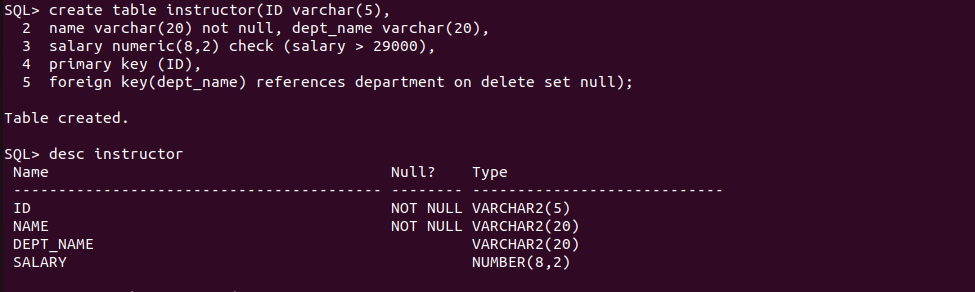 SQL> create table instructor(ID varchar(5),
  2  name varchar(20) not null, dept_name varchar(20),
  3  salary numeric(8,2) check (salary > 29000),
  4  primary key (ID),
  5  foreign key(dept_name) references department on delete set null);
Table created.
SQL> desc instructor
 Name                                      Null?    Type
 ----------------------------------------- -------- ----------------------------
 ID                                        NOT NULL VARCHAR2(5)
 NAME                                      NOT NULL VARCHAR2(20)
 DEPT_NAME                                          VARCHAR2(20)
 SALARY                                             NUMBER(8,2)